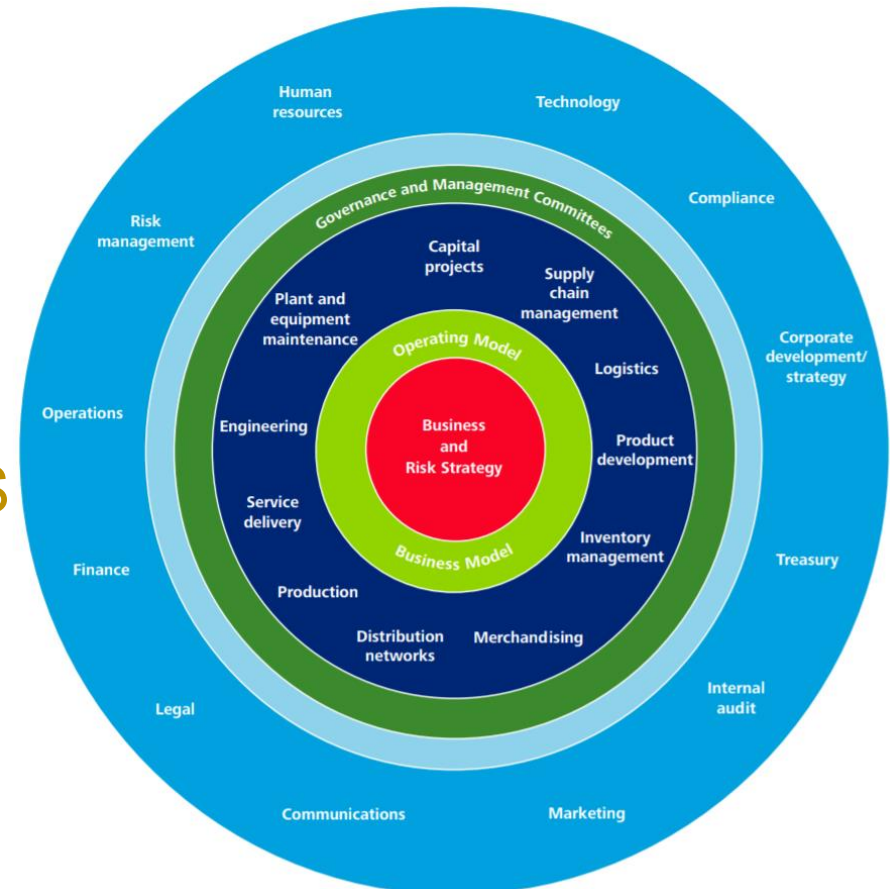 Human
resources
Technology
Compliance
Risk
management
Corporate
development/
strategy
Operations
Treasury
Finance
Internal
audit
Legal
Marketing
Communications
Governance and Management Committees
Capital
projects
Supply
chain
management
Plant and
equipment
maintenance
Logistics
Engineering
Product
development
Service
delivery
Inventory
management
Production
Distribution
networks
Merchandising
Operating Model
Business
and
Risk Strategy
Business Model
s